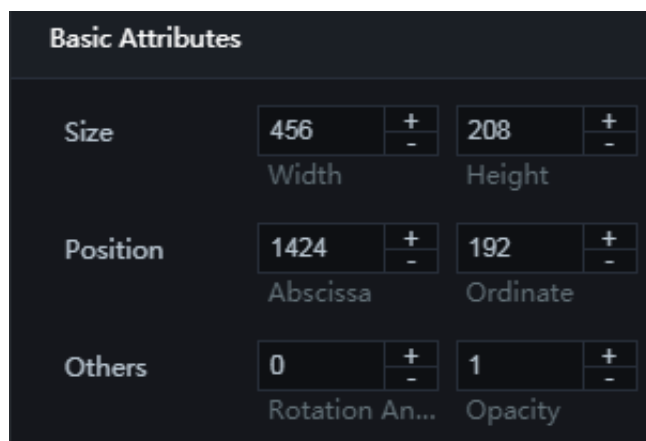 Basic Attributes
Size 456 + - 208 + -
Width Height
Position 1424 + - 192 + -
Abscissa Ordinate
Others 0 + - 1 + -
Rotation An... Opacity